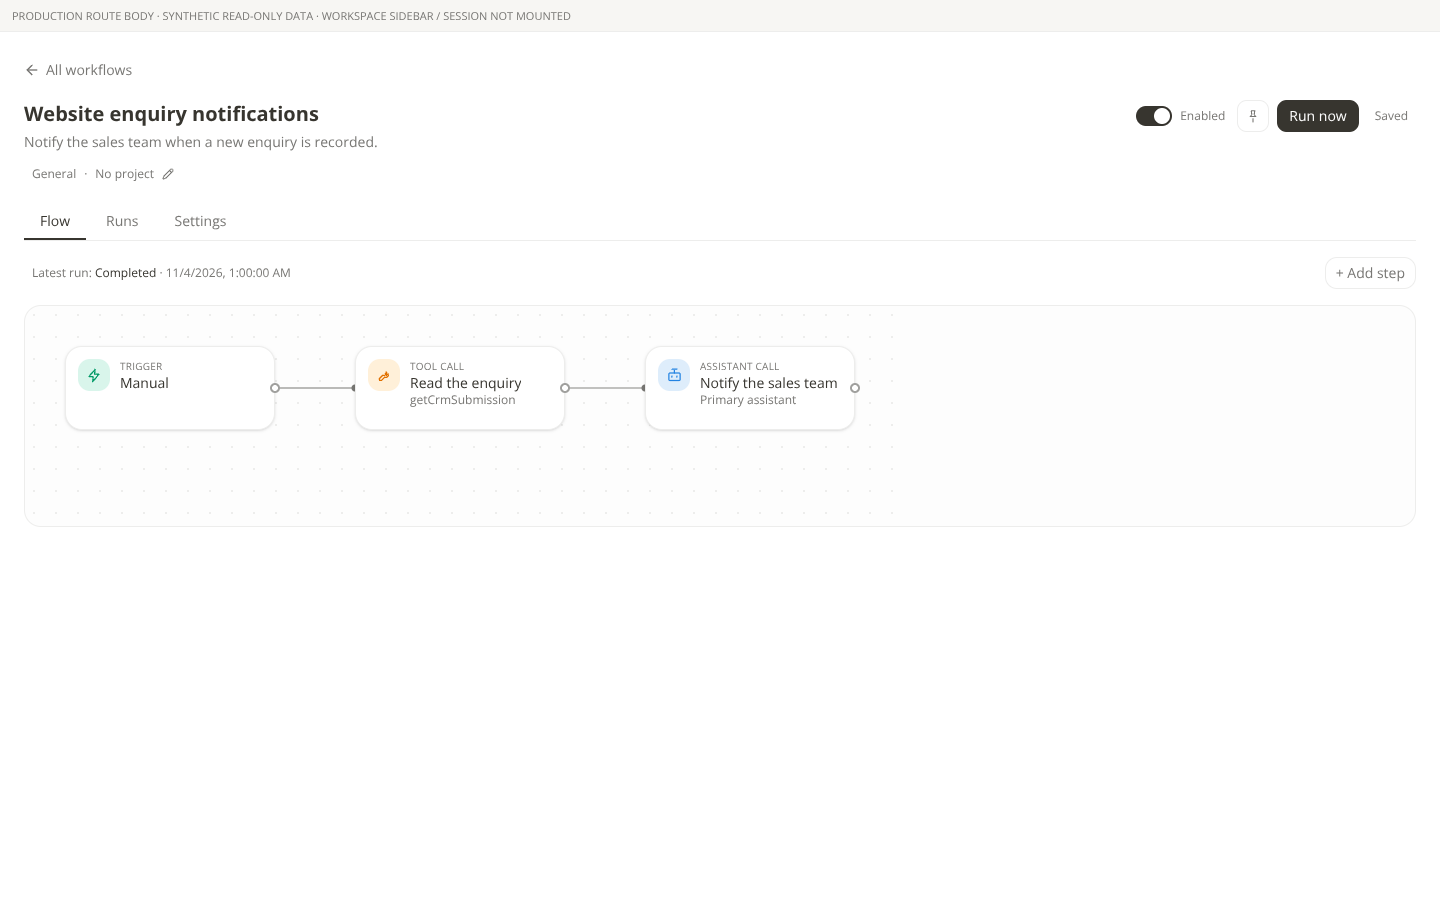 PRODUCTION ROUTE BODY · SYNTHETIC READ-ONLY DATA · WORKSPACE SIDEBAR / SESSION NOT MOUNTED
All workflows
Website enquiry notifications
Enabled
Run now
Saved
Notify the sales team when a new enquiry is recorded.
General · No project
Flow
Runs
Settings
Latest run: Completed · 11/4/2026, 1:00:00 AM
+ Add step
TRIGGER
Manual
TOOL CALL
Read the enquiry
getCrmSubmission
ASSISTANT CALL
Notify the sales team
Primary assistant